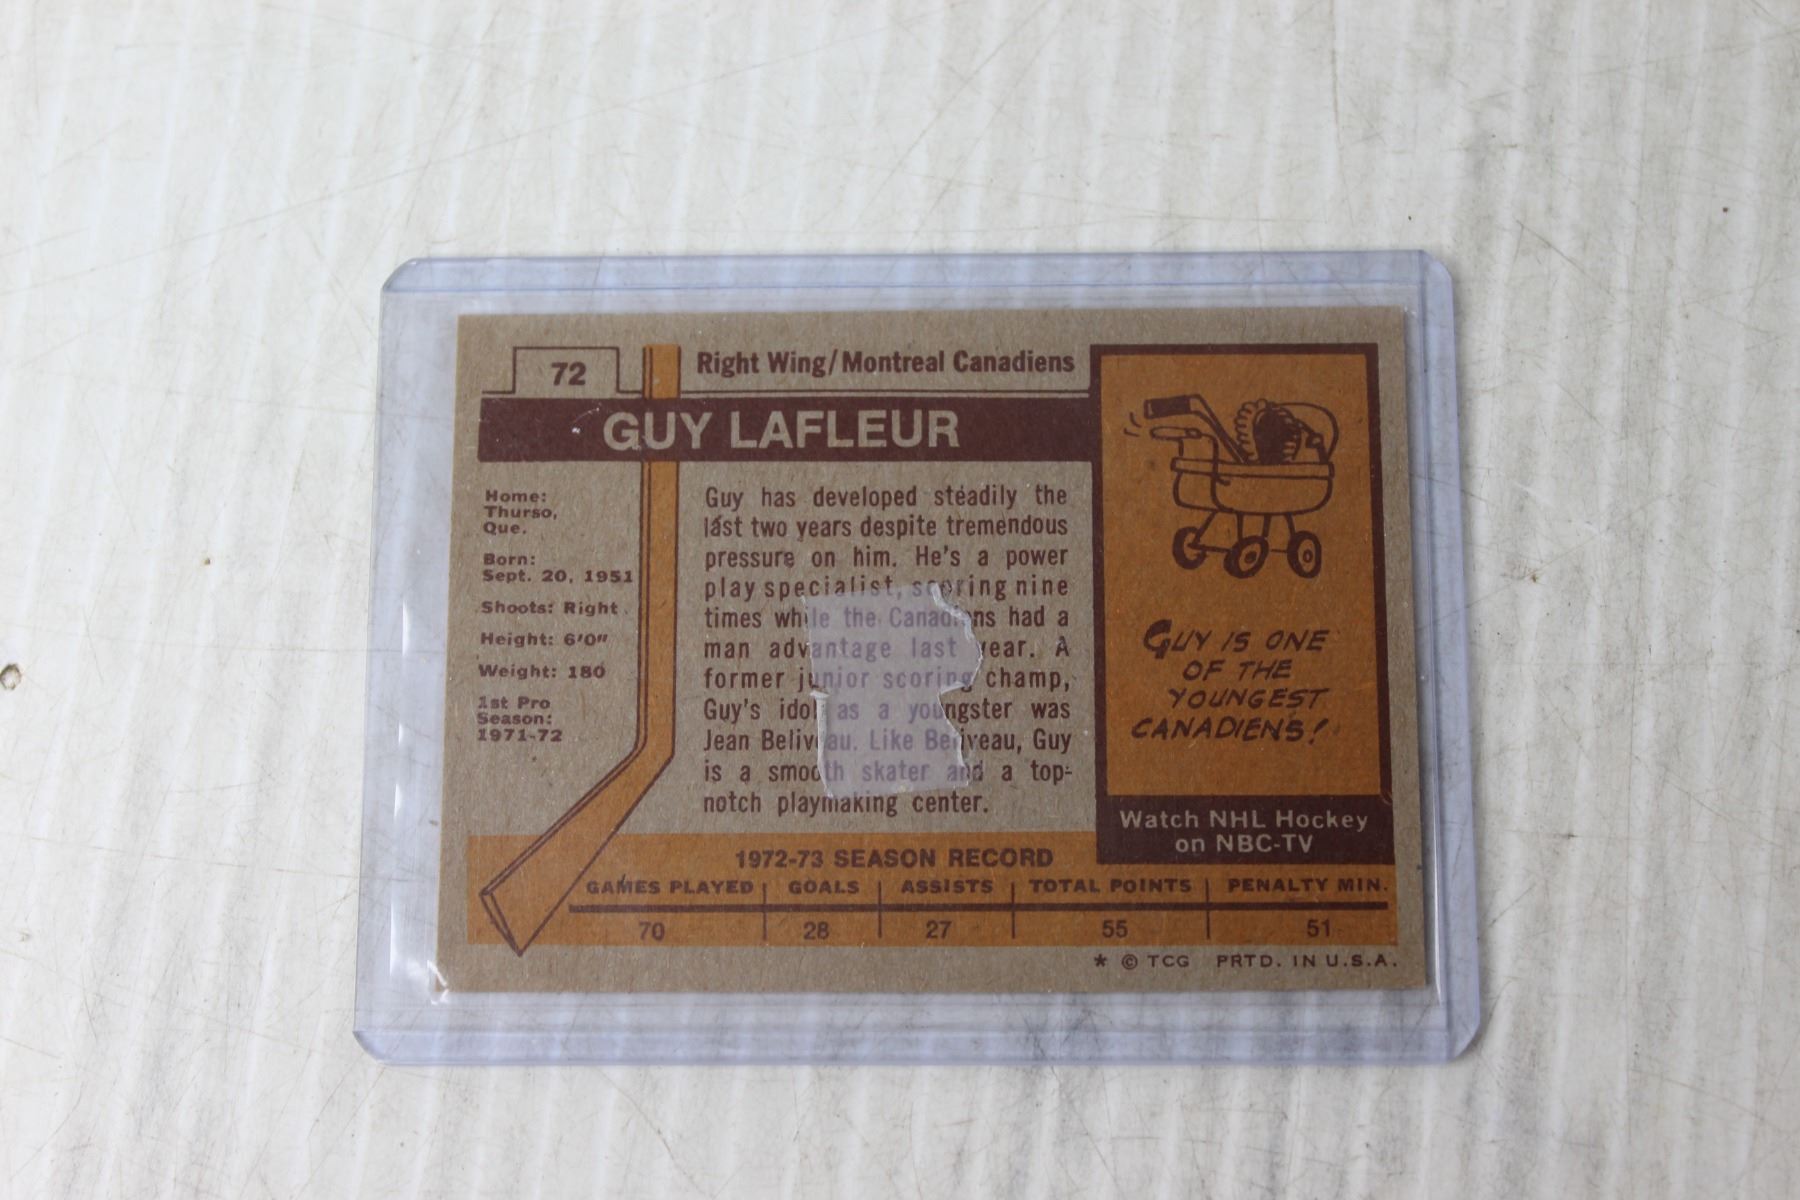 72
Right Wing/Montreal Canadiens
GUY LAFLEUR
Home:
Thurso,
Que.
Born:
Sept. 20, 1951
Shoots: Right
Height: 6'0"
Weight: 180
1st Pro
Season:
1971-72
Guy has developed steadily the
last two years despite tremendous
pressure on him. He's a power
play specialist, scoring nine
times while the Canadiens had a
man advantage last year. A
former junior scoring champ,
Guy's idol as a youngster was
Jean Beliveau. Like Beliveau, Guy
is a smooth skater and a top-
notch playmaking center.
GUY IS ONE
OF THE
YOUNGEST
CANADIENS!
Watch NHL Hockey
on NBC-TV
1972-73 SEASON RECORD
GAMES PLAYED GOALS ASSISTS TOTAL POINTS PENALTY MIN.
70 28 27 55 51
* © TCG PRTD. IN U.S.A.